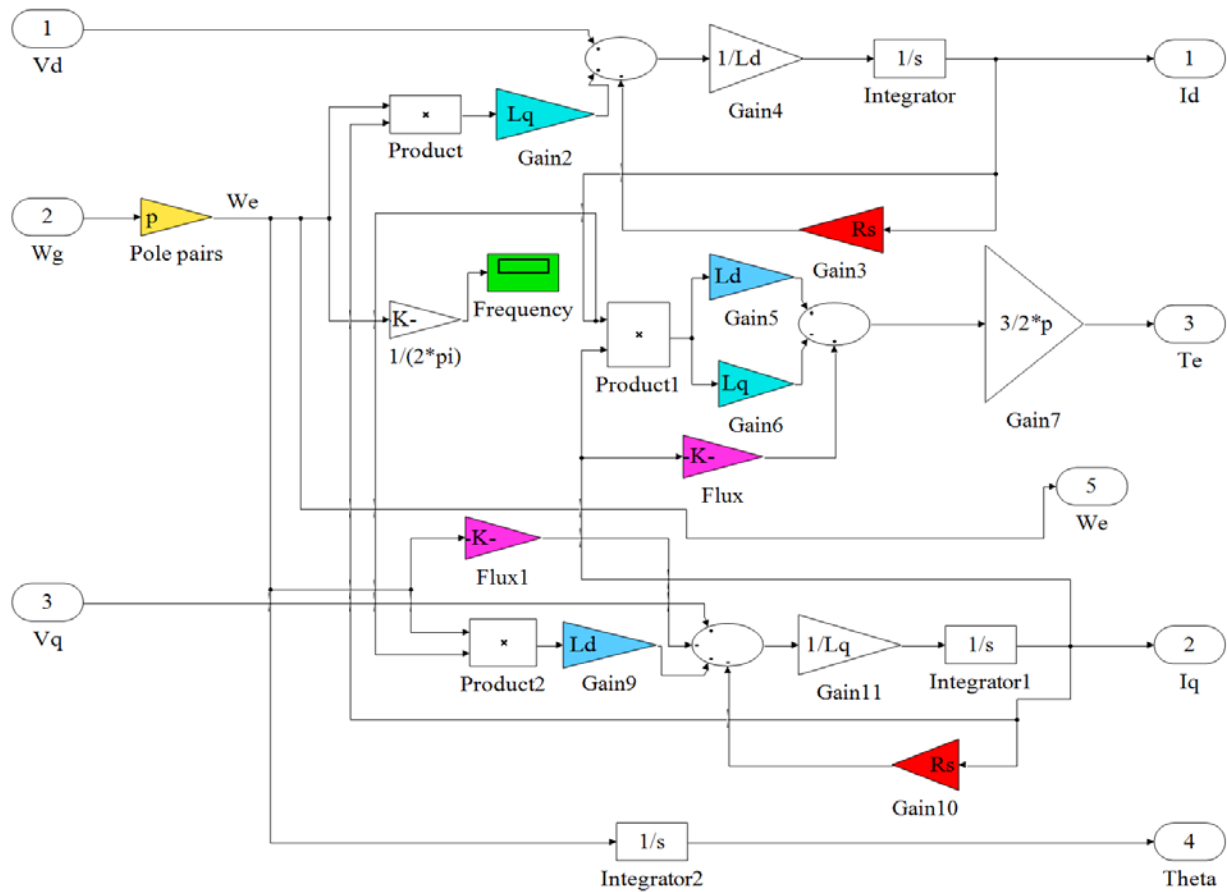 1
Vd
1/Ld
Gain4
1/s
Integrator
1
Id
×
Product
Lq
Gain2
We
2
Wg
p
Pole pairs
Rs
Gain3
Frequency
K-
1/(2*pi)
×
Product1
Ld
Gain5
Lq
Gain6
3/2*p
Gain7
3
Te
-K-
Flux
5
We
-K-
Flux1
3
Vq
×
Product2
Ld
Gain9
1/Lq
Gain11
1/s
Integrator1
2
Iq
Rs
Gain10
1/s
Integrator2
4
Theta